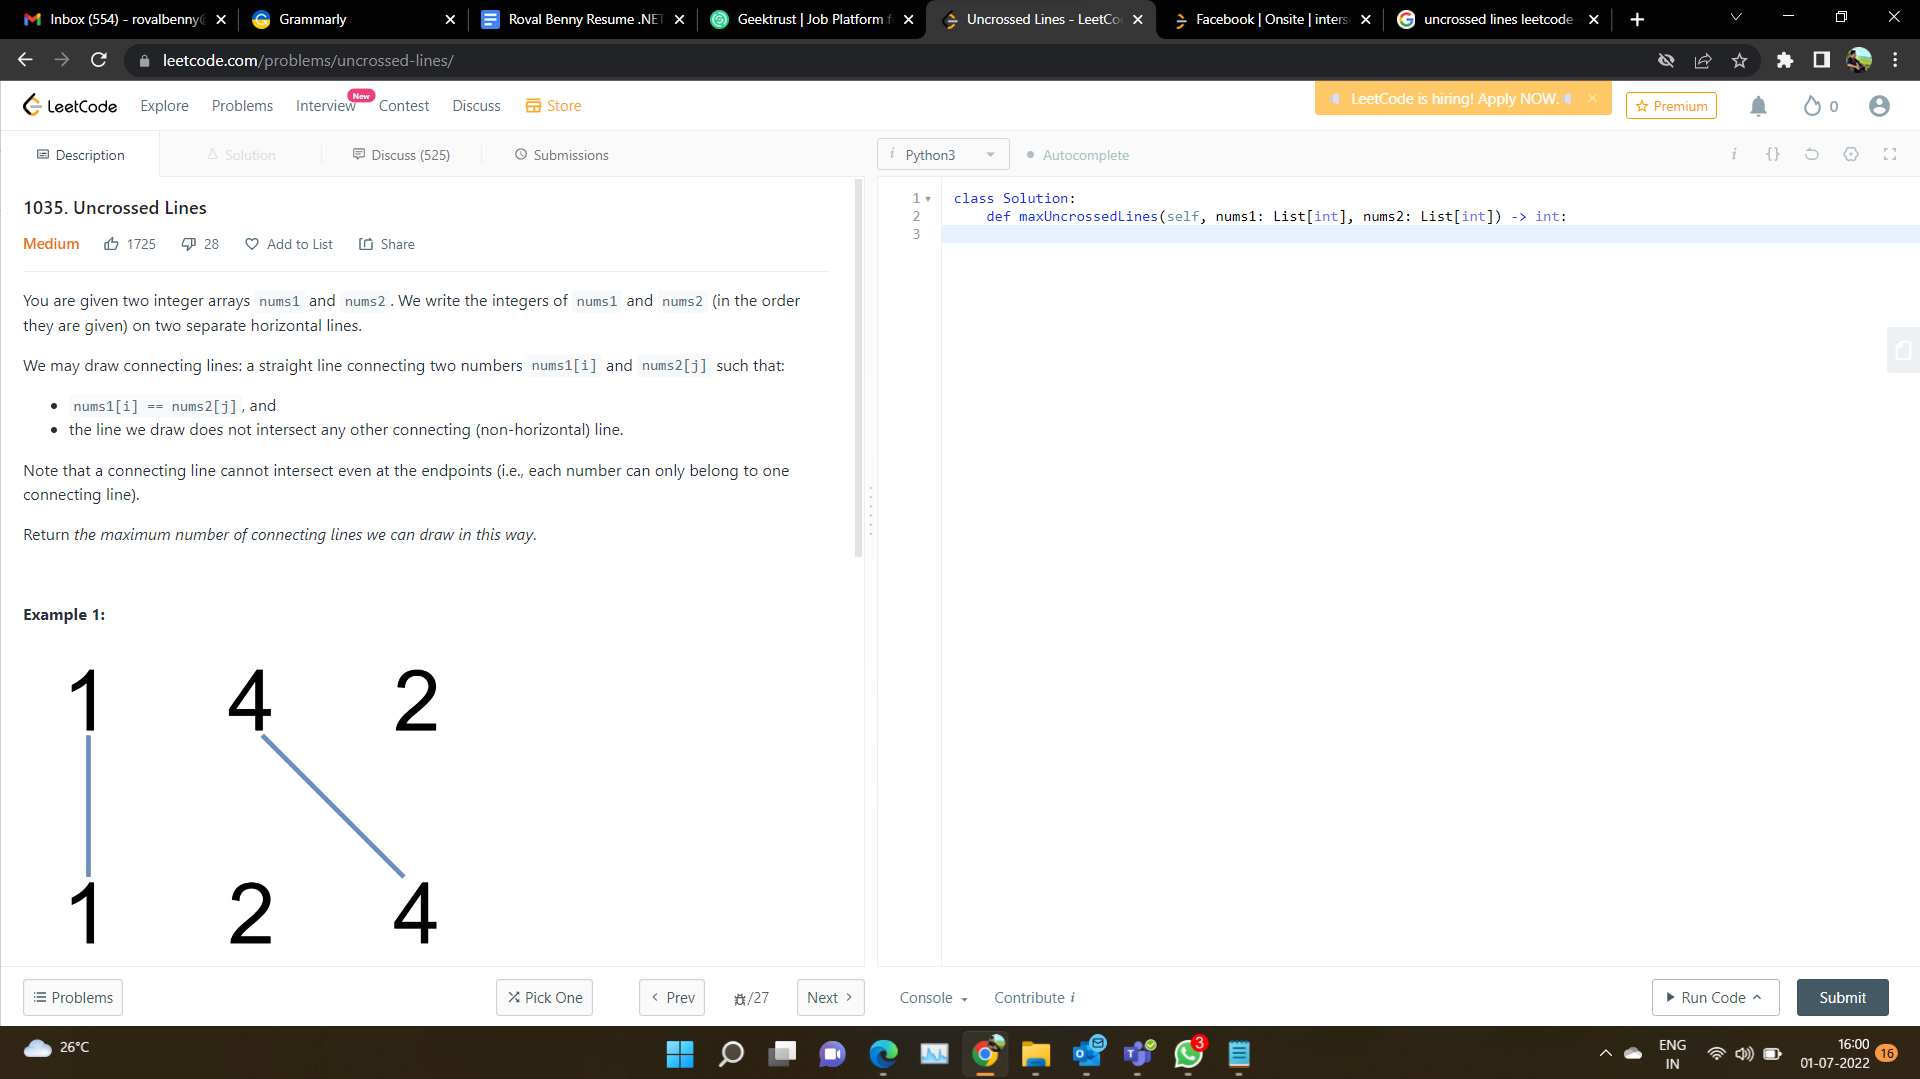 Inbox (554) - rovalbenny@
Grammarly
Roval Benny Resume .NET
Geektrust | Job Platform f
Uncrossed Lines - LeetCo
Facebook | Onsite | inters
uncrossed lines leetcode
leetcode.com/problems/uncrossed-lines/
LeetCode
Explore
Problems
Interview
New
Contest
Discuss
Store
LeetCode is hiring! Apply NOW.
Premium
0
Description
Solution
Discuss (525)
Submissions
i Python3
Autocomplete
i {}
1035. Uncrossed Lines
Medium 1725 28 Add to List Share
You are given two integer arrays nums1 and nums2. We write the integers of nums1 and nums2 (in the order
they are given) on two separate horizontal lines.
We may draw connecting lines: a straight line connecting two numbers nums1[i] and nums2[j] such that:
• nums1[i] == nums2[j], and
• the line we draw does not intersect any other connecting (non-horizontal) line.
Note that a connecting line cannot intersect even at the endpoints (i.e., each number can only belong to one
connecting line).
Return the maximum number of connecting lines we can draw in this way.
Example 1:
1 4 2
1 2 4
1 class Solution:
2 def maxUncrossedLines(self, nums1: List[int], nums2: List[int]) -> int:
3
Problems
Pick One
Prev
/27
Next
Console
Contribute i
Run Code
Submit
26°C
3
ENG
IN
16:00
01-07-2022
16